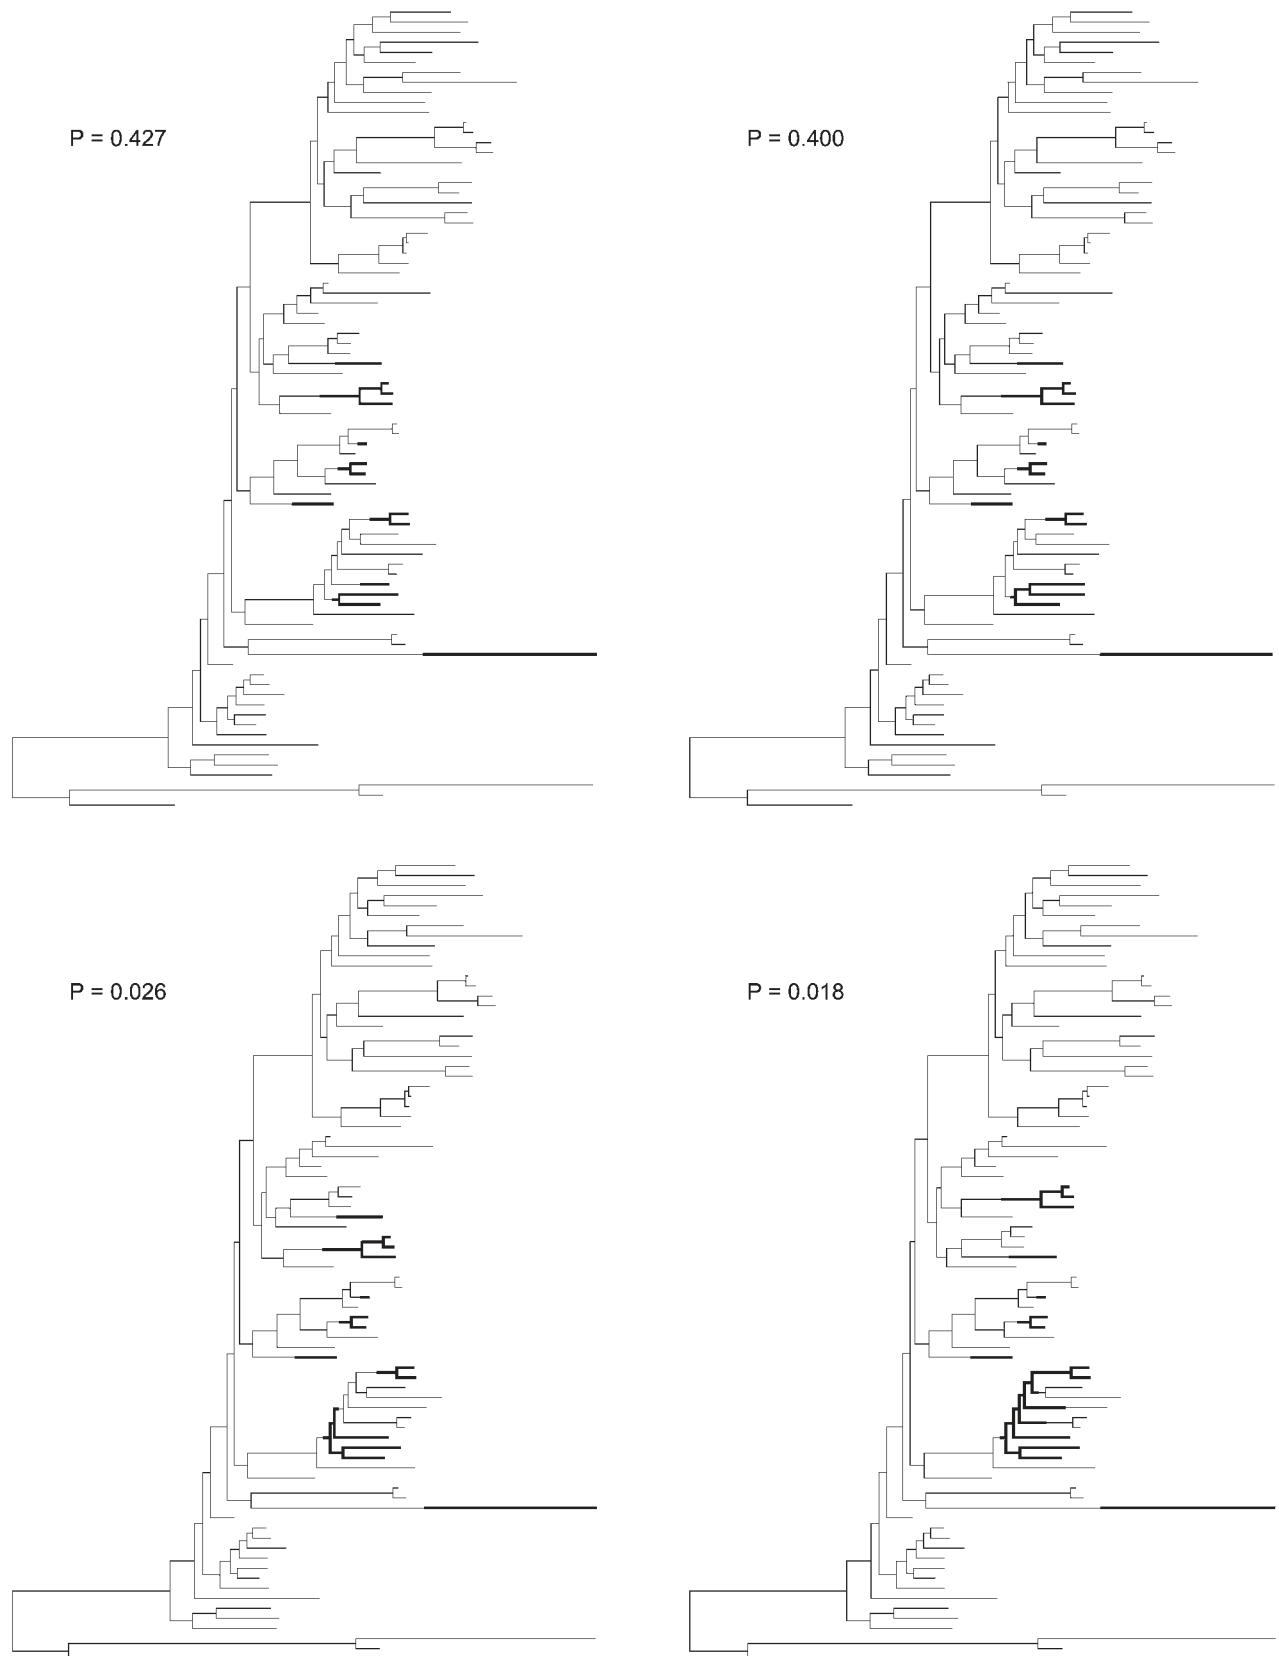 P = 0.427
P = 0.400
P = 0.026
P = 0.018